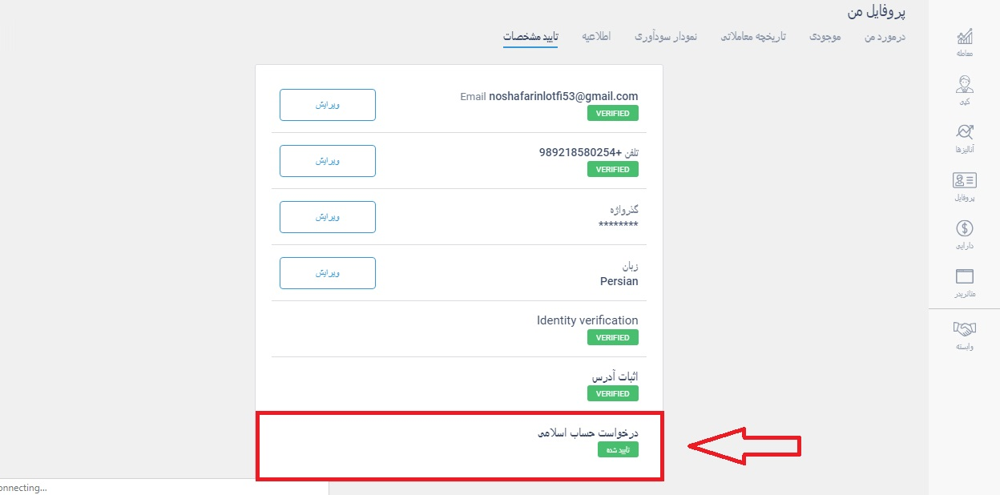 پروفایل من
درمورد من
موجودی
تاریخچه معاملاتی
نمودار سودآوری
اطلاعیه
تایید مشخصات
معامله
کپی
آنالیزها
پروفایل
دارایی
متاتریدر
وابسته
Email noshafarinlotfi53@gmail.com
VERIFIED
ویرایش
تلفن +989218580254
VERIFIED
ویرایش
گذرواژه
********
ویرایش
زبان
Persian
ویرایش
Identity verification
VERIFIED
اثبات آدرس
VERIFIED
درخواست حساب اسلامی
تایید شده
onnecting...